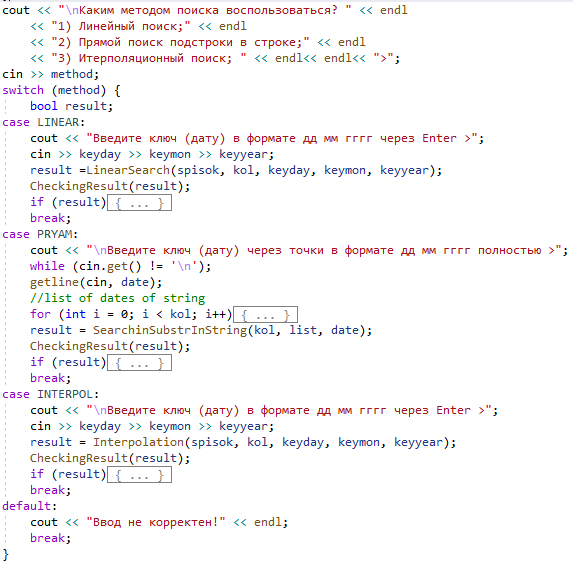 cout << "\nКаким методом поиска воспользоваться? " << endl
<< "1) Линейный поиск;" << endl
<< "2) Прямой поиск подстроки в строке;" << endl
<< "3) Итерполяционный поиск; " << endl<< endl<< ">";
cin >> method;
switch (method) {
bool result;
case LINEAR:
cout << "Введите ключ (дату) в формате дд мм гггг через Enter >";
cin >> keyday >> keymon >> keyyear;
result =LinearSearch(spisok, kol, keyday, keymon, keyyear);
CheckingResult(result);
if (result){ ... }
break;
case PRYAM:
cout << "\nВведите ключ (дату) через точки в формате дд мм гггг полностью >";
while (cin.get() != '\n');
getline(cin, date);
//list of dates of string
for (int i = 0; i < kol; i++){ ... }
result = SearchinSubstrInString(kol, list, date);
CheckingResult(result);
if (result){ ... }
break;
case INTERPOL:
cout << "\nВведите ключ (дату) в формате дд мм гггг через Enter >";
cin >> keyday >> keymon >> keyyear;
result = Interpolation(spisok, kol, keyday, keymon, keyyear);
CheckingResult(result);
if (result){ ... }
break;
default:
cout << "Ввод не корректен!" << endl;
break;
}